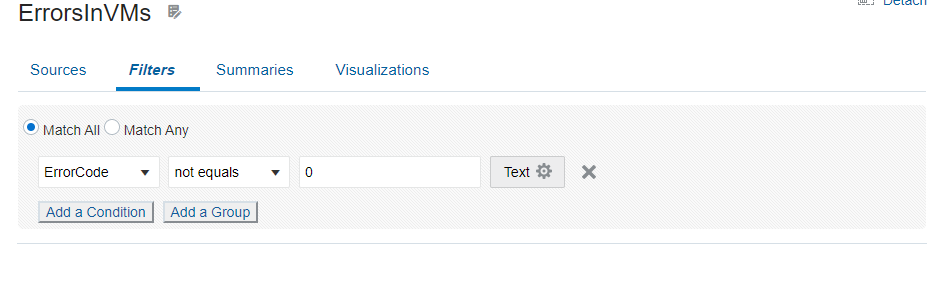 Detach
ErrorsInVMs
Sources Filters Summaries Visualizations
Match All Match Any
ErrorCode not equals 0 Text
Add a Condition Add a Group